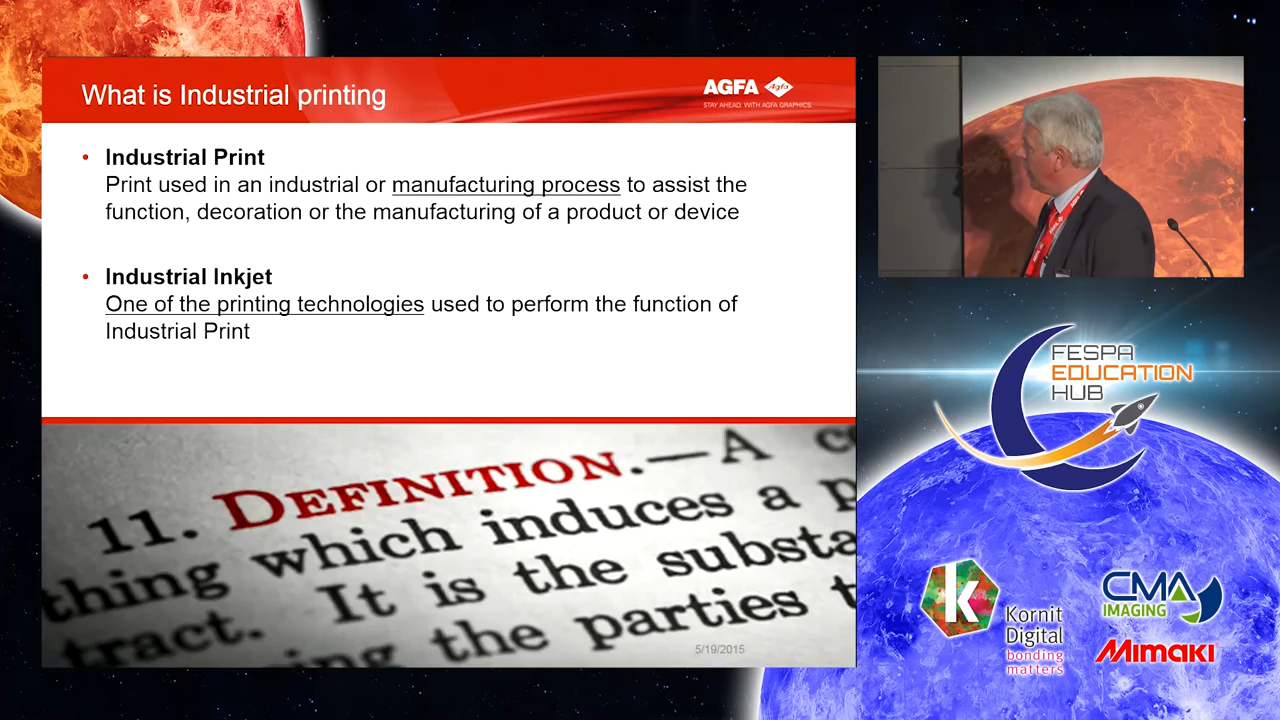 What is Industrial printing
AGFA Agfa
STAY AHEAD. WITH AGFA GRAPHICS
• Industrial Print
Print used in an industrial or manufacturing process to assist the
function, decoration or the manufacturing of a product or device
• Industrial Inkjet
One of the printing technologies used to perform the function of
Industrial Print
11. DEFINITION.—A
thing which induces a
tract. It is the substa
the parties
5/19/2015
FESPA
EDUCATION
HUB
k
Kornit
Digital
bonding
matters
CMA
IMAGING
Mimaki